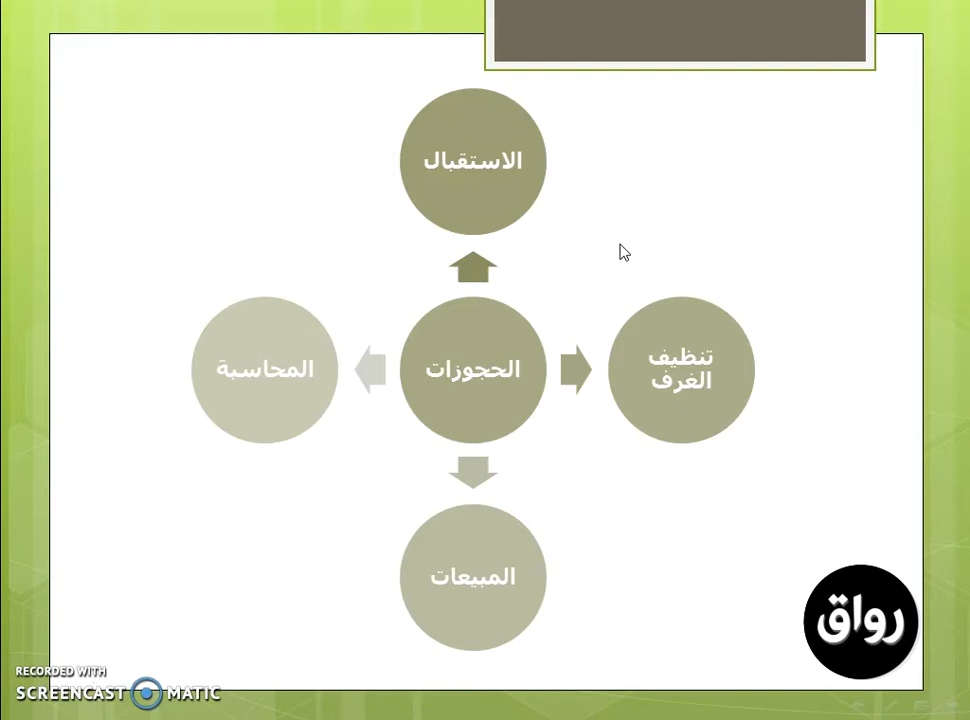 الاستقبال
المحاسبة
الحجوزات
تنظيف
الغرف
المبيعات
رواق
RECORDED WITH
SCREENCAST MATIC